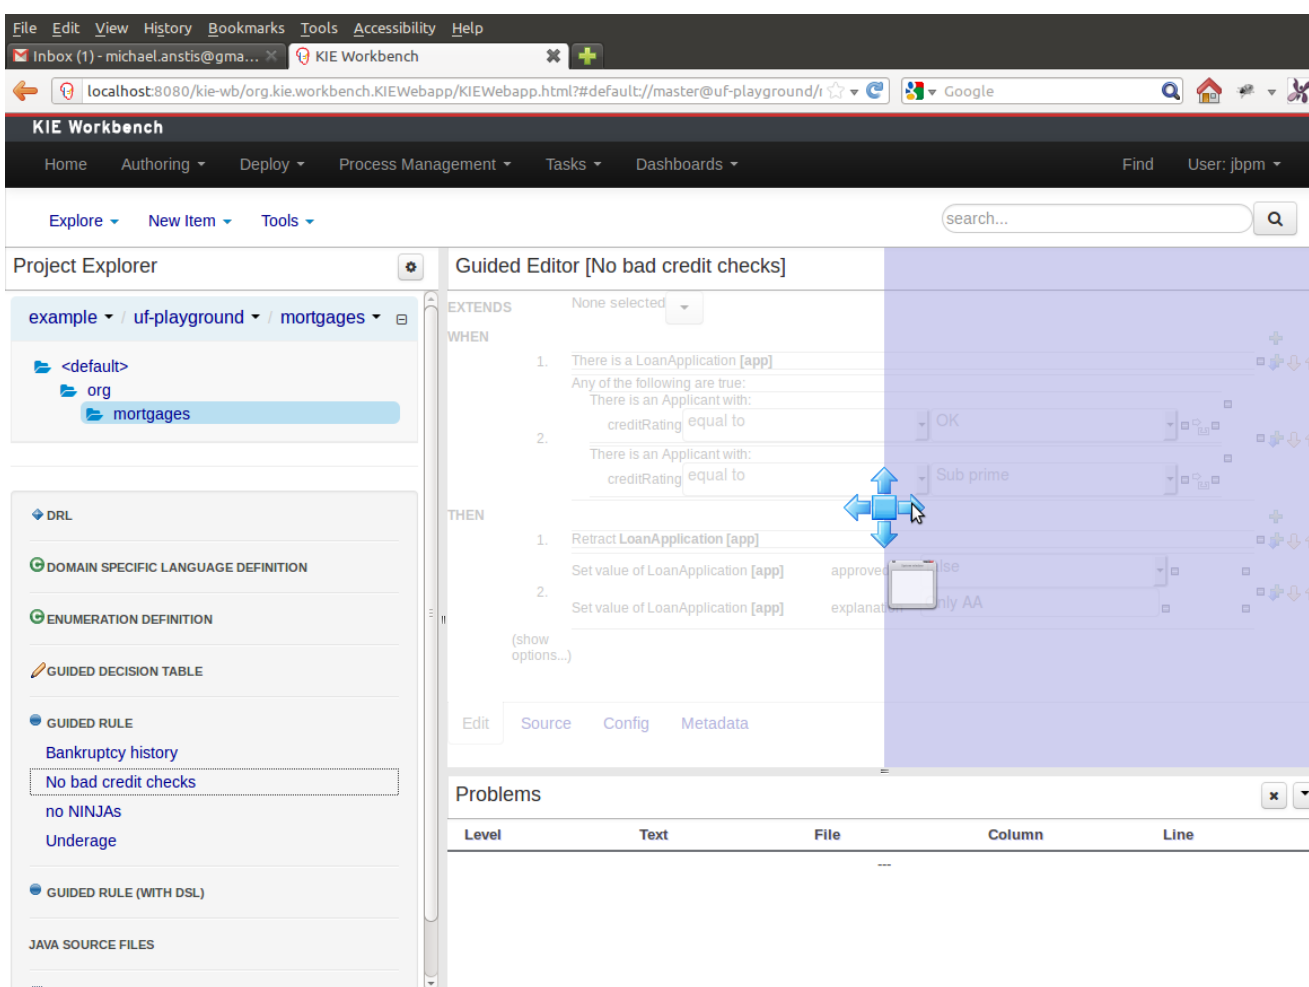 File Edit View History Bookmarks Tools Accessibility Help
Inbox (1) - michael.anstis@gma...
KIE Workbench
localhost:8080/kie-wb/org.kie.workbench.KIEWebapp/KIEWebapp.html?#default://master@uf-playground/
Google
KIE Workbench
Home Authoring Deploy Process Management Tasks Dashboards Find User: jbpm
Explore New Item Tools search...
Project Explorer
Guided Editor [No bad credit checks]
example / uf-playground / mortgages
<default>
org
mortgages
DRL
DOMAIN SPECIFIC LANGUAGE DEFINITION
ENUMERATION DEFINITION
GUIDED DECISION TABLE
GUIDED RULE
Bankruptcy history
No bad credit checks
no NINJAs
Underage
GUIDED RULE (WITH DSL)
JAVA SOURCE FILES
EXTENDS None selected
WHEN
1. There is a LoanApplication [app]
Any of the following are true:
There is an Applicant with:
creditRating equal to OK
2.
There is an Applicant with:
creditRating equal to Sub prime
THEN
1. Retract LoanApplication [app]
Set value of LoanApplication [app] approved
2.
Set value of LoanApplication [app] explanation Only AA
(show
options...)
Edit Source Config Metadata
Problems
Level Text File Column Line
---